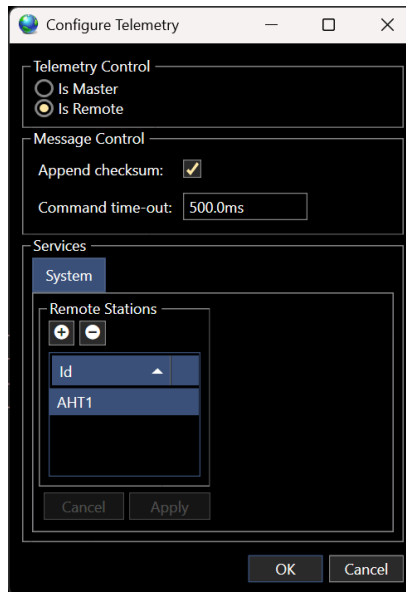 Configure Telemetry
Telemetry Control
Is Master
Is Remote
Message Control
Append checksum:
Command time-out: 500.0ms
Services
System
Remote Stations
Id
AHT1
Cancel Apply
OK Cancel